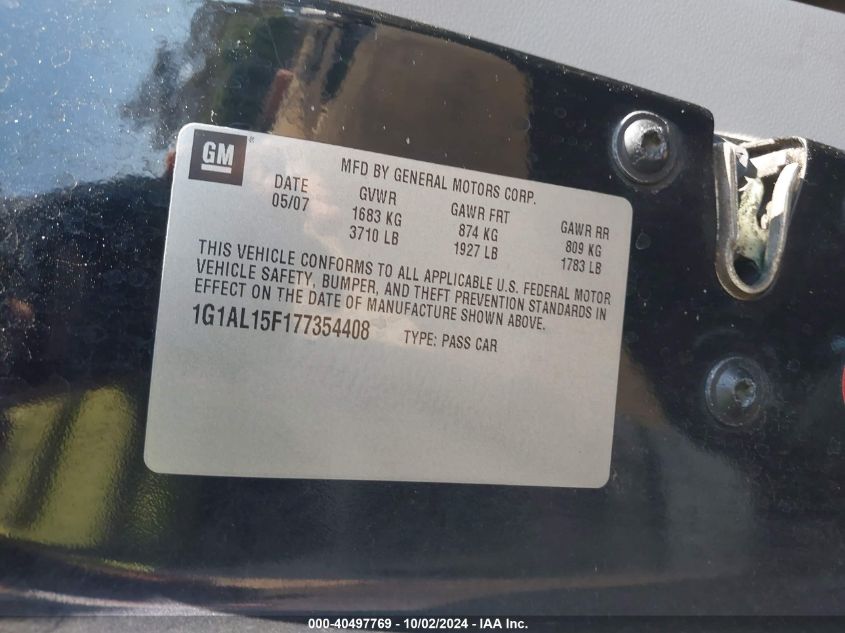 GM
MFD BY GENERAL MOTORS CORP.
DATE GVWR GAWR FRT GAWR RR
05/07 1683 KG 874 KG 809 KG
3710 LB 1927 LB 1783 LB
THIS VEHICLE CONFORMS TO ALL APPLICABLE U.S. FEDERAL MOTOR
VEHICLE SAFETY, BUMPER, AND THEFT PREVENTION STANDARDS IN
EFFECT ON THE DATE OF MANUFACTURE SHOWN ABOVE.
1G1AL15F177354408 TYPE: PASS CAR
000-40497769 - 10/02/2024 - IAA Inc.